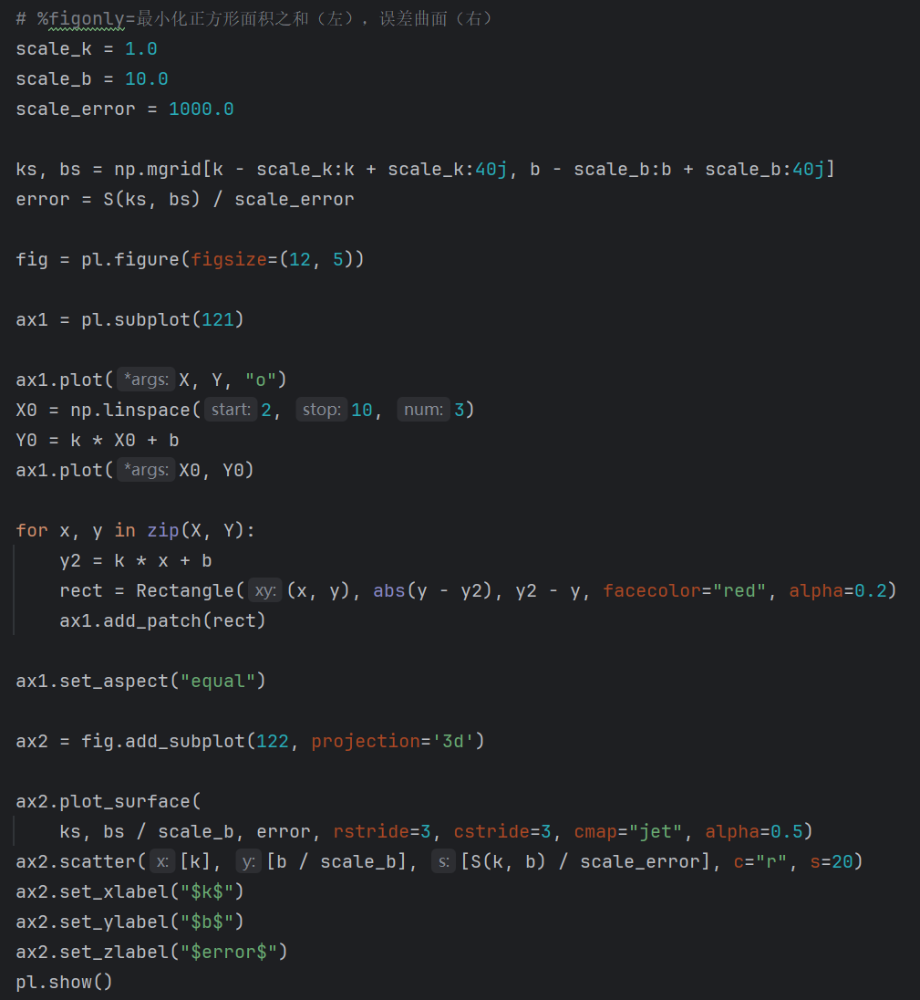 # %figonly=最小化正方形面积之和（左），误差曲面（右）
scale_k = 1.0
scale_b = 10.0
scale_error = 1000.0
ks, bs = np.mgrid[k - scale_k:k + scale_k:40j, b - scale_b:b + scale_b:40j]
error = S(ks, bs) / scale_error
fig = pl.figure(figsize=(12, 5))
ax1 = pl.subplot(121)
ax1.plot( *args: X, Y, "o")
X0 = np.linspace( start: 2, stop: 10, num: 3)
Y0 = k * X0 + b
ax1.plot( *args: X0, Y0)
for x, y in zip(X, Y):
    y2 = k * x + b
    rect = Rectangle( xy: (x, y), abs(y - y2), y2 - y, facecolor="red", alpha=0.2)
    ax1.add_patch(rect)
ax1.set_aspect("equal")
ax2 = fig.add_subplot(122, projection='3d')
ax2.plot_surface(
    ks, bs / scale_b, error, rstride=3, cstride=3, cmap="jet", alpha=0.5)
ax2.scatter( x: [k], y: [b / scale_b], s: [S(k, b) / scale_error], c="r", s=20)
ax2.set_xlabel("$k$")
ax2.set_ylabel("$b$")
ax2.set_zlabel("$error$")
pl.show()